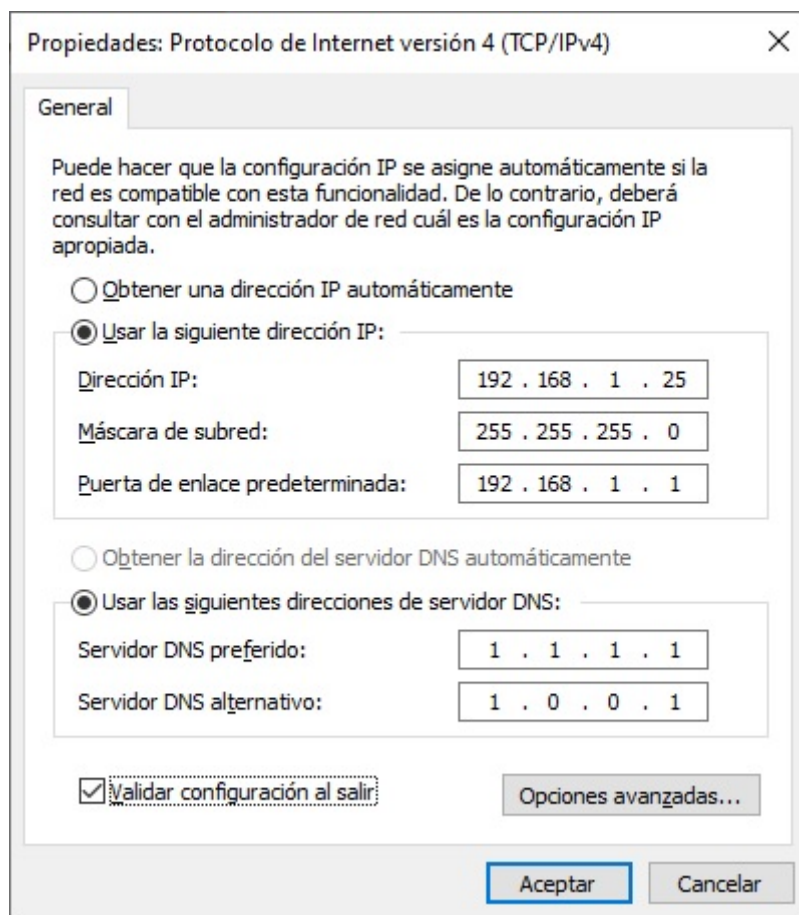 Propiedades: Protocolo de Internet versión 4 (TCP/IPv4)
General
Puede hacer que la configuración IP se asigne automáticamente si la
red es compatible con esta funcionalidad. De lo contrario, deberá
consultar con el administrador de red cuál es la configuración IP
apropiada.
Obtener una dirección IP automáticamente
Usar la siguiente dirección IP:
Dirección IP: 192 . 168 . 1 . 25
Máscara de subred: 255 . 255 . 255 . 0
Puerta de enlace predeterminada: 192 . 168 . 1 . 1
Obtener la dirección del servidor DNS automáticamente
Usar las siguientes direcciones de servidor DNS:
Servidor DNS preferido: 1 . 1 . 1 . 1
Servidor DNS alternativo: 1 . 0 . 0 . 1
Validar configuración al salir Opciones avanzadas...
Aceptar Cancelar